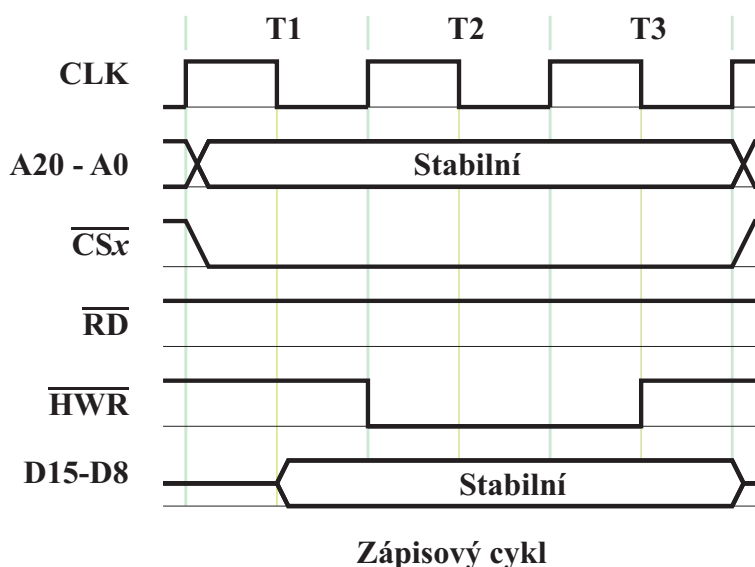 T1 T2 T3
CLK
A20 - A0 Stabilní
CSx
RD
HWR
D15-D8 Stabilní
Zápisový cykl